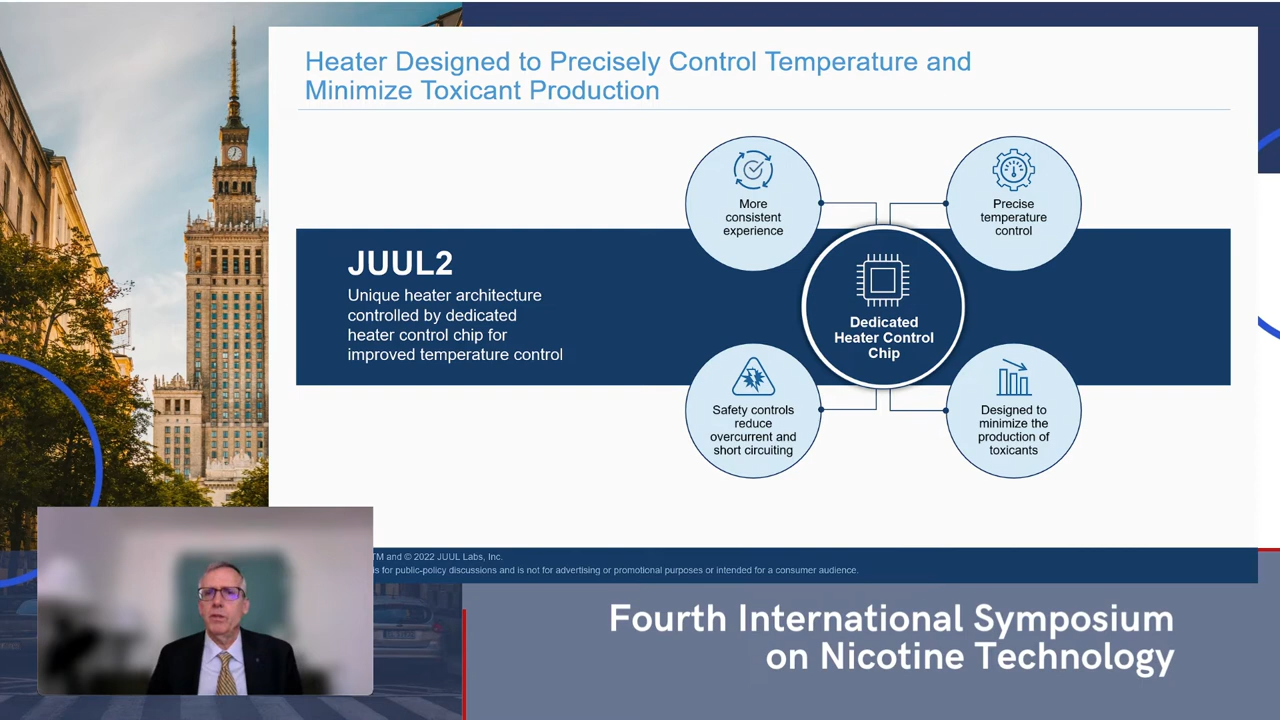 Heater Designed to Precisely Control Temperature and
Minimize Toxicant Production
JUUL2
Unique heater architecture
controlled by dedicated
heater control chip for
improved temperature control
More
consistent
experience
Precise
temperature
control
Dedicated
Heater Control
Chip
Safety controls
reduce
overcurrent and
short circuiting
Designed to
minimize the
production of
toxicants
TM and © 2022 JUUL Labs, Inc.
is for public-policy discussions and is not for advertising or promotional purposes or intended for a consumer audience.
Fourth International Symposium
on Nicotine Technology